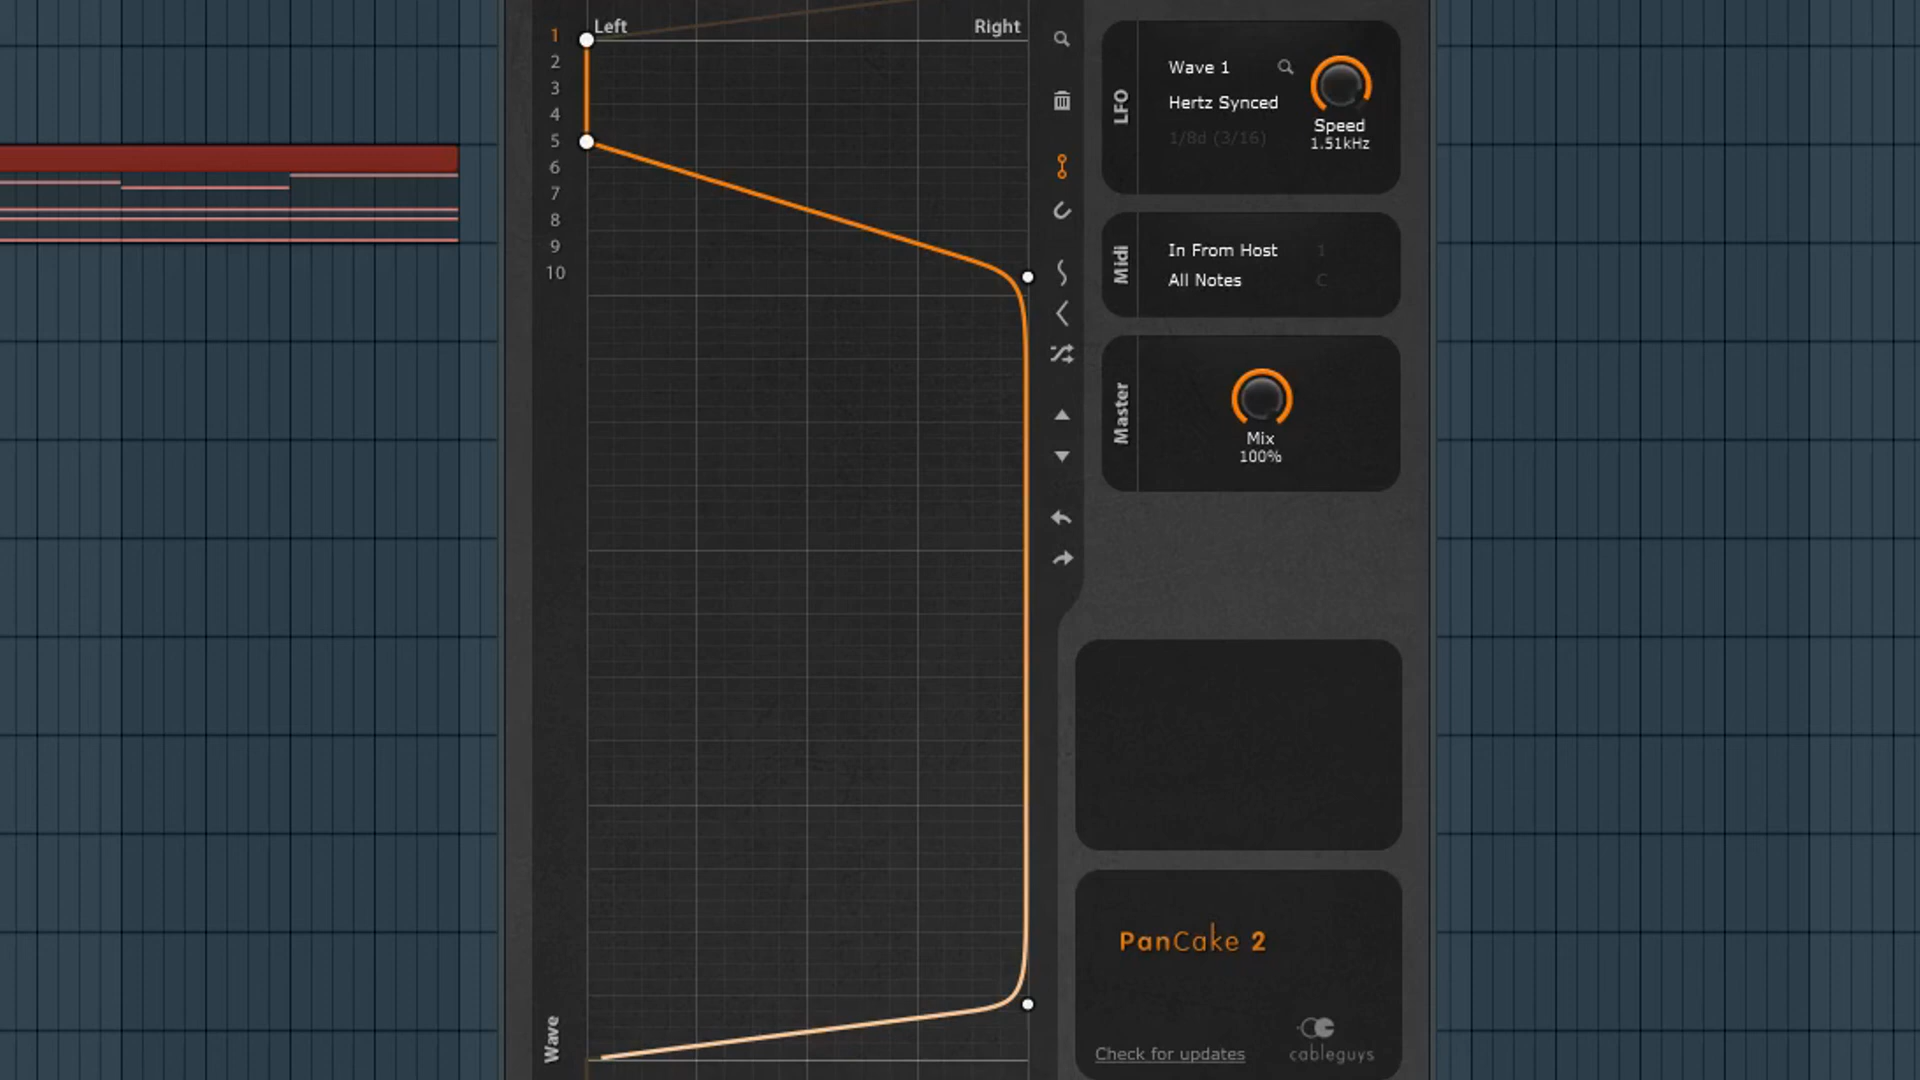 Left
Right
1
2
3
4
5
6
7
8
9
10
Wave
LFO
Wave 1
Hertz Synced
1/8d (3/16)
Speed
1.51kHz
Midi
In From Host 1
All Notes C
Master
Mix
100%
PanCake 2
Check for updates
cableguys